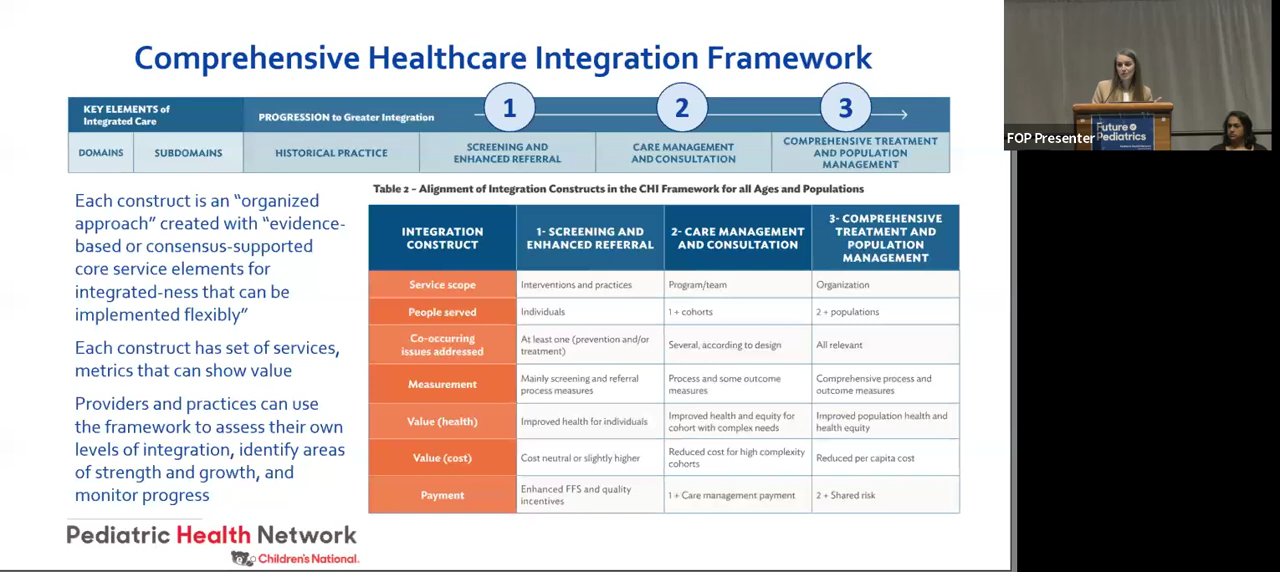 Comprehensive Healthcare Integration Framework
KEY ELEMENTS of
Integrated Care
PROGRESSION to Greater Integration
1
2
3
DOMAINS
SUBDOMAINS
HISTORICAL PRACTICE
SCREENING AND
ENHANCED REFERRAL
CARE MANAGEMENT
AND CONSULTATION
COMPREHENSIVE TREATMENT
AND POPULATION
MANAGEMENT
Each construct is an “organized
approach” created with “evidence-
based or consensus-supported
core service elements for
integrated-ness that can be
implemented flexibly”
Each construct has set of services,
metrics that can show value
Providers and practices can use
the framework to assess their own
levels of integration, identify areas
of strength and growth, and
monitor progress
Table 2 – Alignment of Integration Constructs in the CHI Framework for all Ages and Populations
INTEGRATION
CONSTRUCT
1- SCREENING AND
ENHANCED REFERRAL
2- CARE MANAGEMENT
AND CONSULTATION
3- COMPREHENSIVE
TREATMENT AND
POPULATION
MANAGEMENT
Service scope
Interventions and practices
Program/team
Organization
People served
Individuals
1 + cohorts
2 + populations
Co-occurring
issues addressed
At least one (prevention and/or
treatment)
Several, according to design
All relevant
Measurement
Mainly screening and referral
process measures
Process and some outcome
measures
Comprehensive process and
outcome measures
Value (health)
Improved health for individuals
Improved health and equity for
cohort with complex needs
Improved population health and
health equity
Value (cost)
Cost neutral or slightly higher
Reduced cost for high complexity
cohorts
Reduced per capita cost
Payment
Enhanced FFS and quality
incentives
1 + Care management payment
2 + Shared risk
Pediatric Health Network
Children's National.
FOP Presenter
Future of
Pediatrics